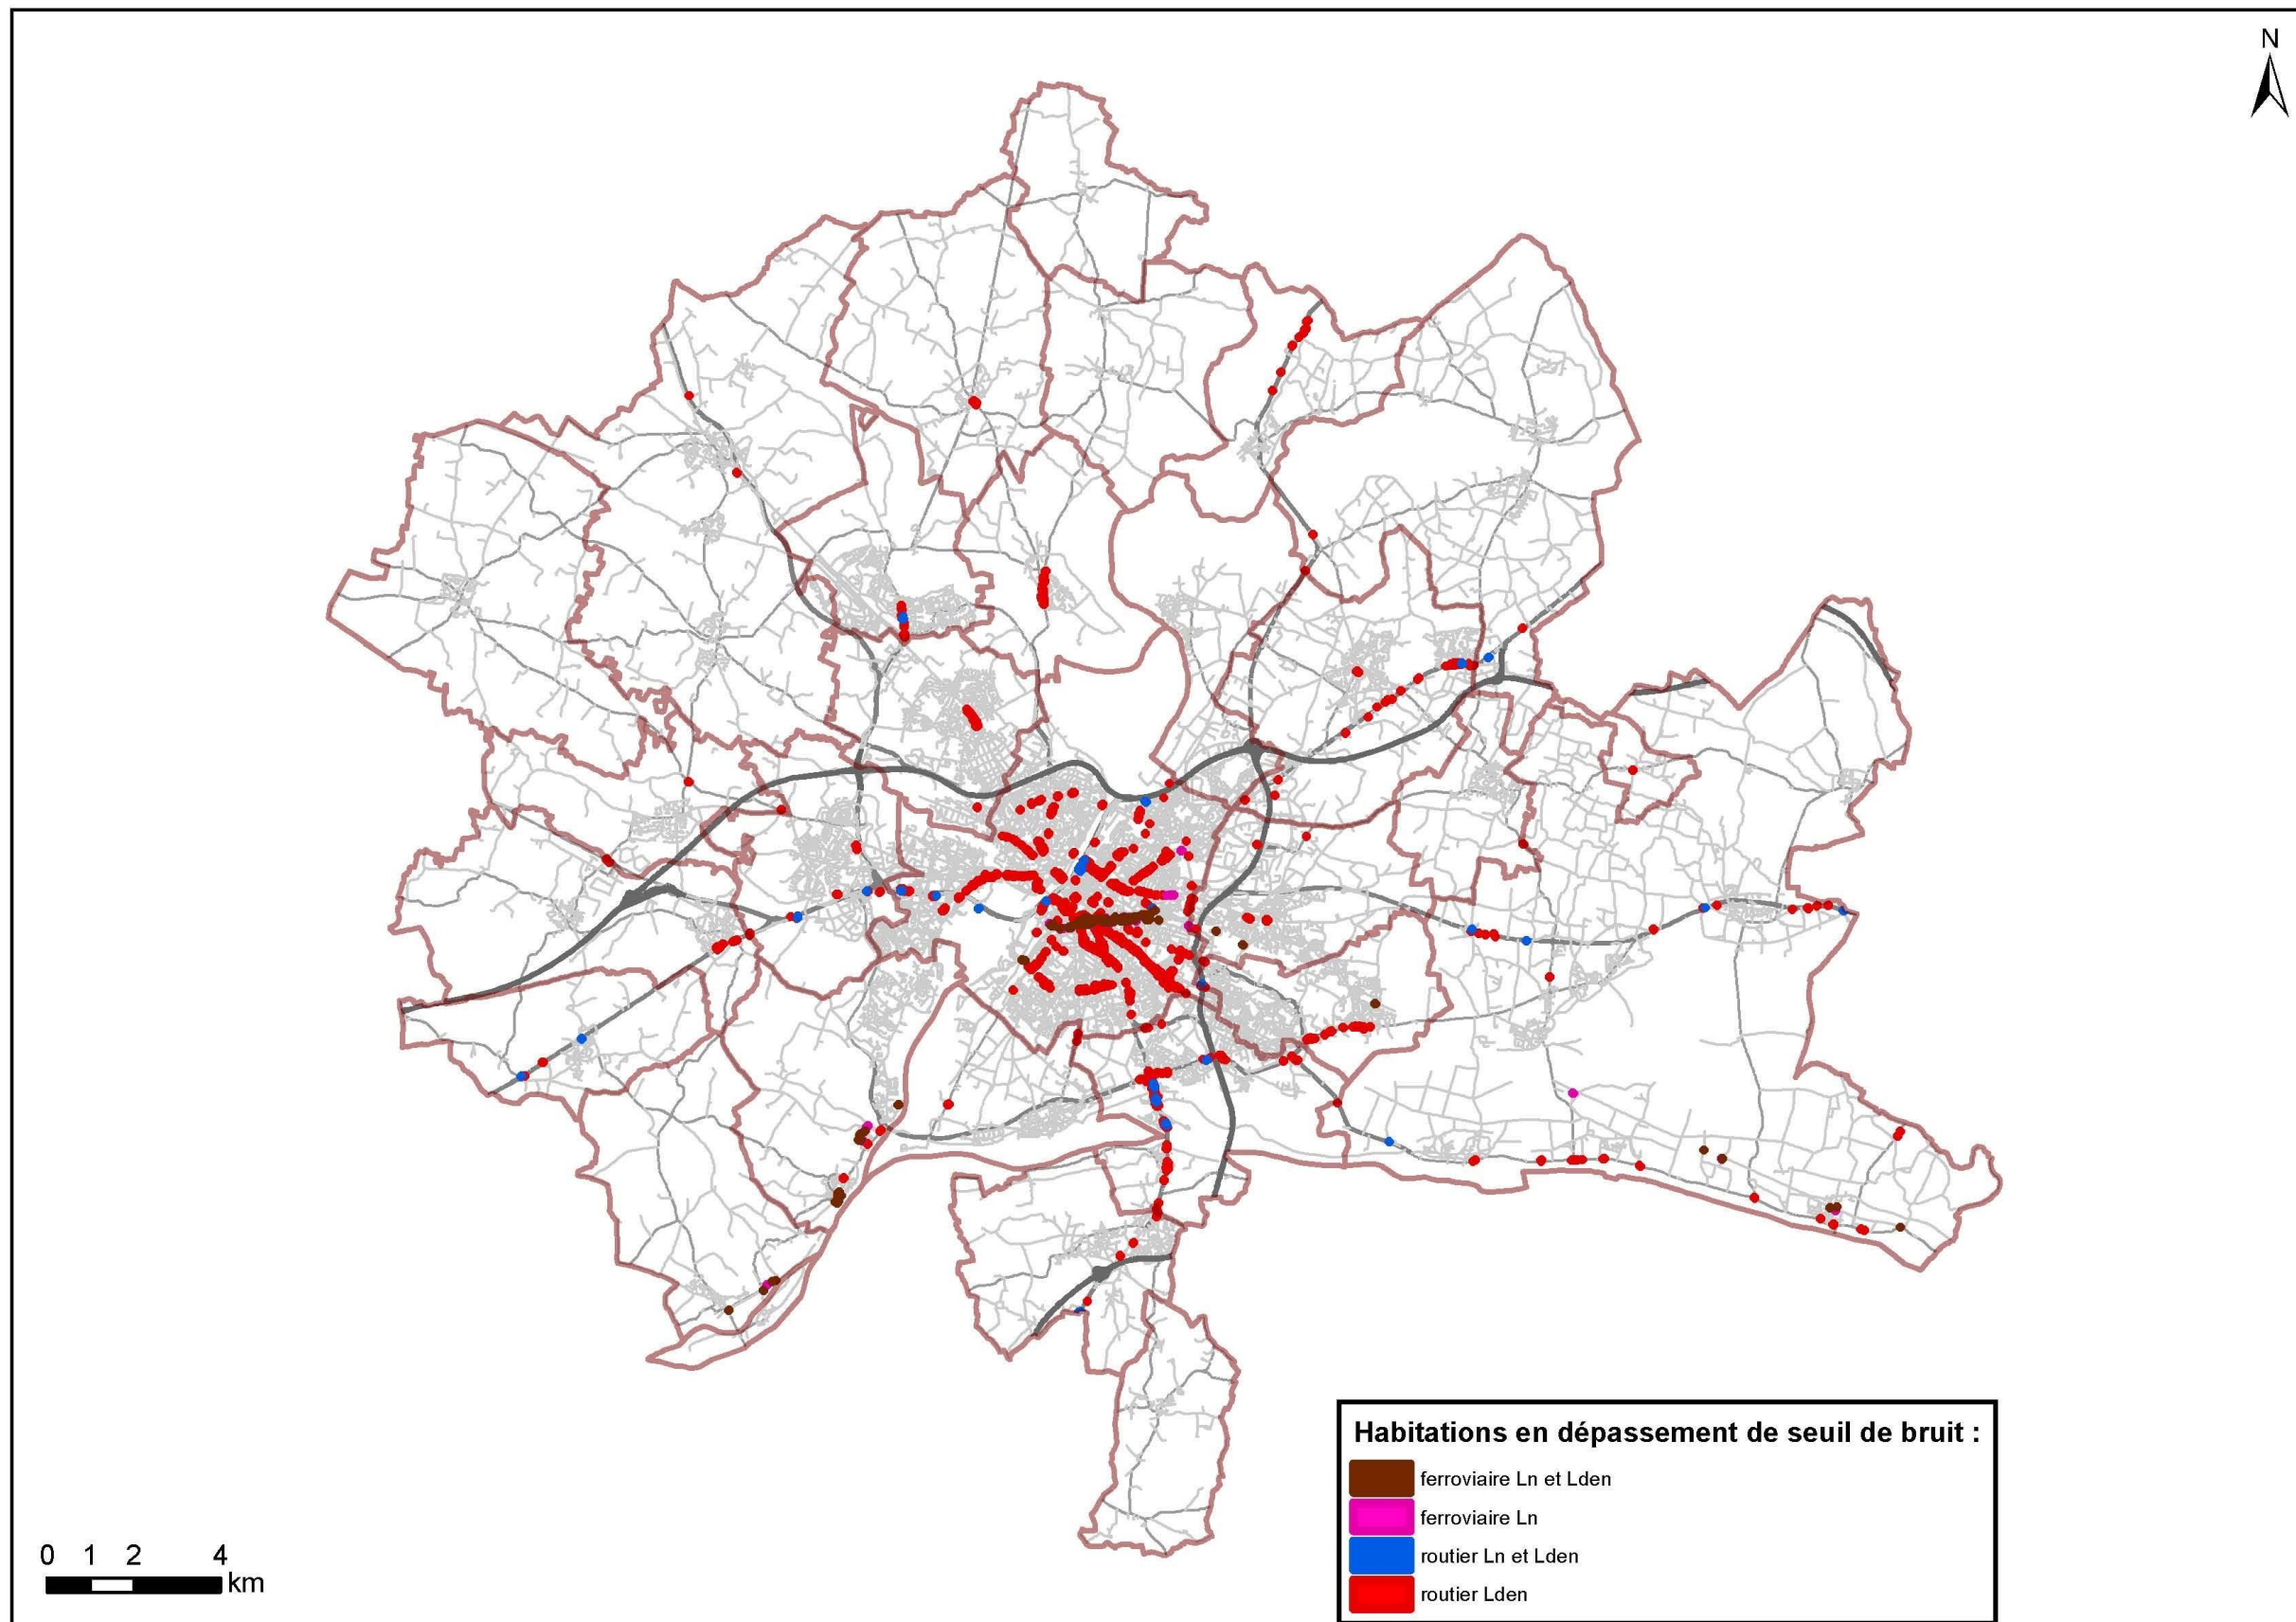 N
Habitations en dépassement de seuil de bruit :
ferroviaire Ln et Lden
ferroviaire Ln
routier Ln et Lden
routier Lden
0 1 2 4
km